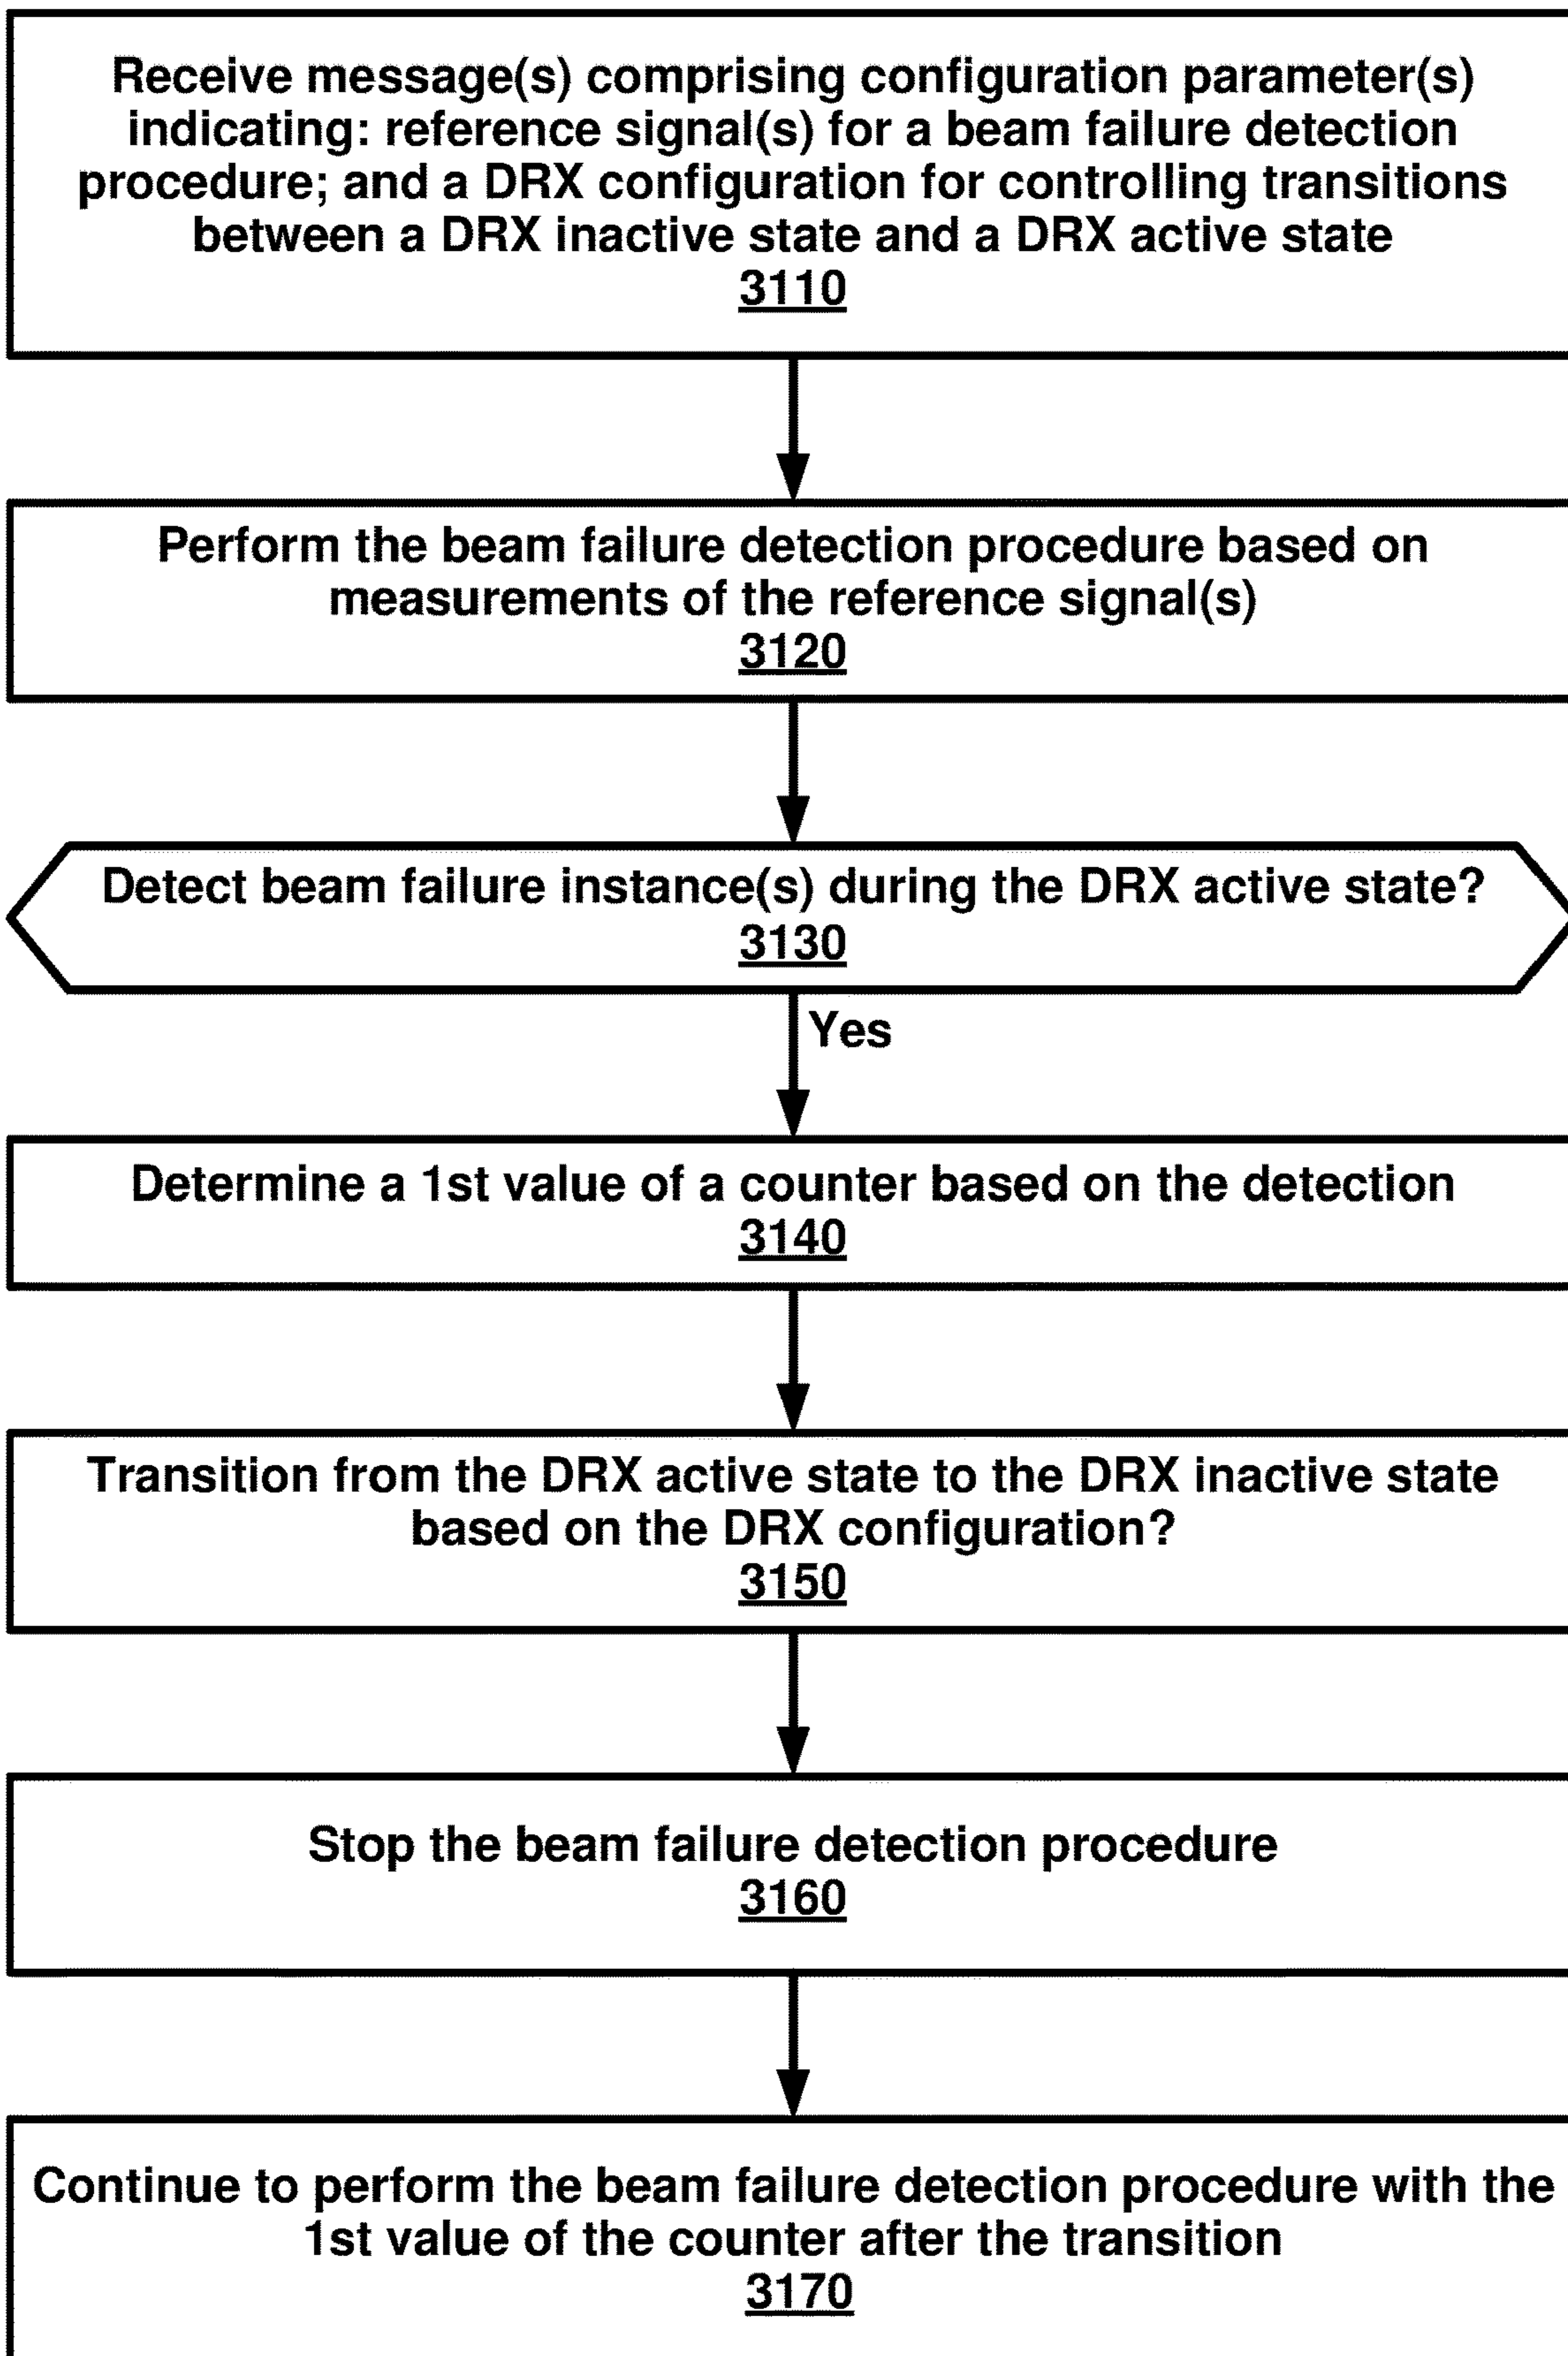 Receive message(s) comprising configuration parameter(s)
indicating: reference signal(s) for a beam failure detection
procedure; and a DRX configuration for controlling transitions
between a DRX inactive state and a DRX active state
3110
Perform the beam failure detection procedure based on
measurements of the reference signal(s)
3120
Detect beam failure instance(s) during the DRX active state?
3130
Yes
Determine a 1st value of a counter based on the detection
3140
Transition from the DRX active state to the DRX inactive state
based on the DRX configuration?
3150
Stop the beam failure detection procedure
3160
Continue to perform the beam failure detection procedure with the
1st value of the counter after the transition
3170